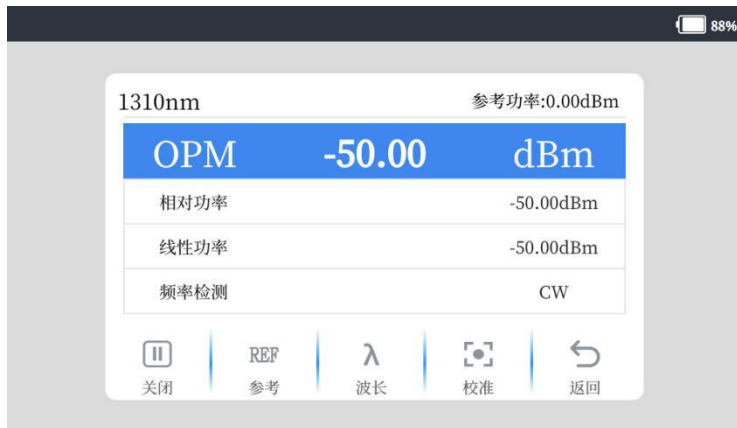 88%
1310nm 参考功率:0.00dBm
OPM -50.00 dBm
相对功率 -50.00dBm
线性功率 -50.00dBm
频率检测 CW
REF λ
关闭 参考 波长 校准 返回